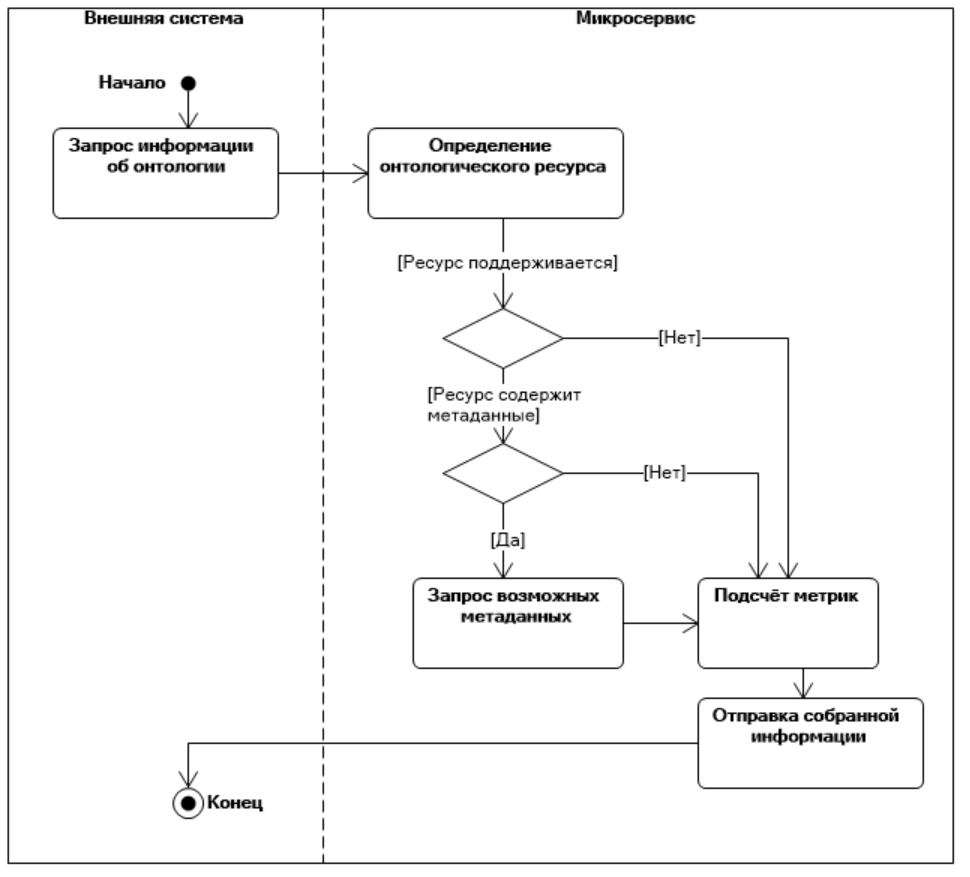 Внешняя система
Микросервис
Начало
Запрос информации
об онтологии
Определение
онтологического ресурса
[Ресурс поддерживается]
[Нет]
[Ресурс содержит
метаданные]
[Нет]
[Да]
Запрос возможных
метаданных
Подсчёт метрик
Отправка собранной
информации
Конец